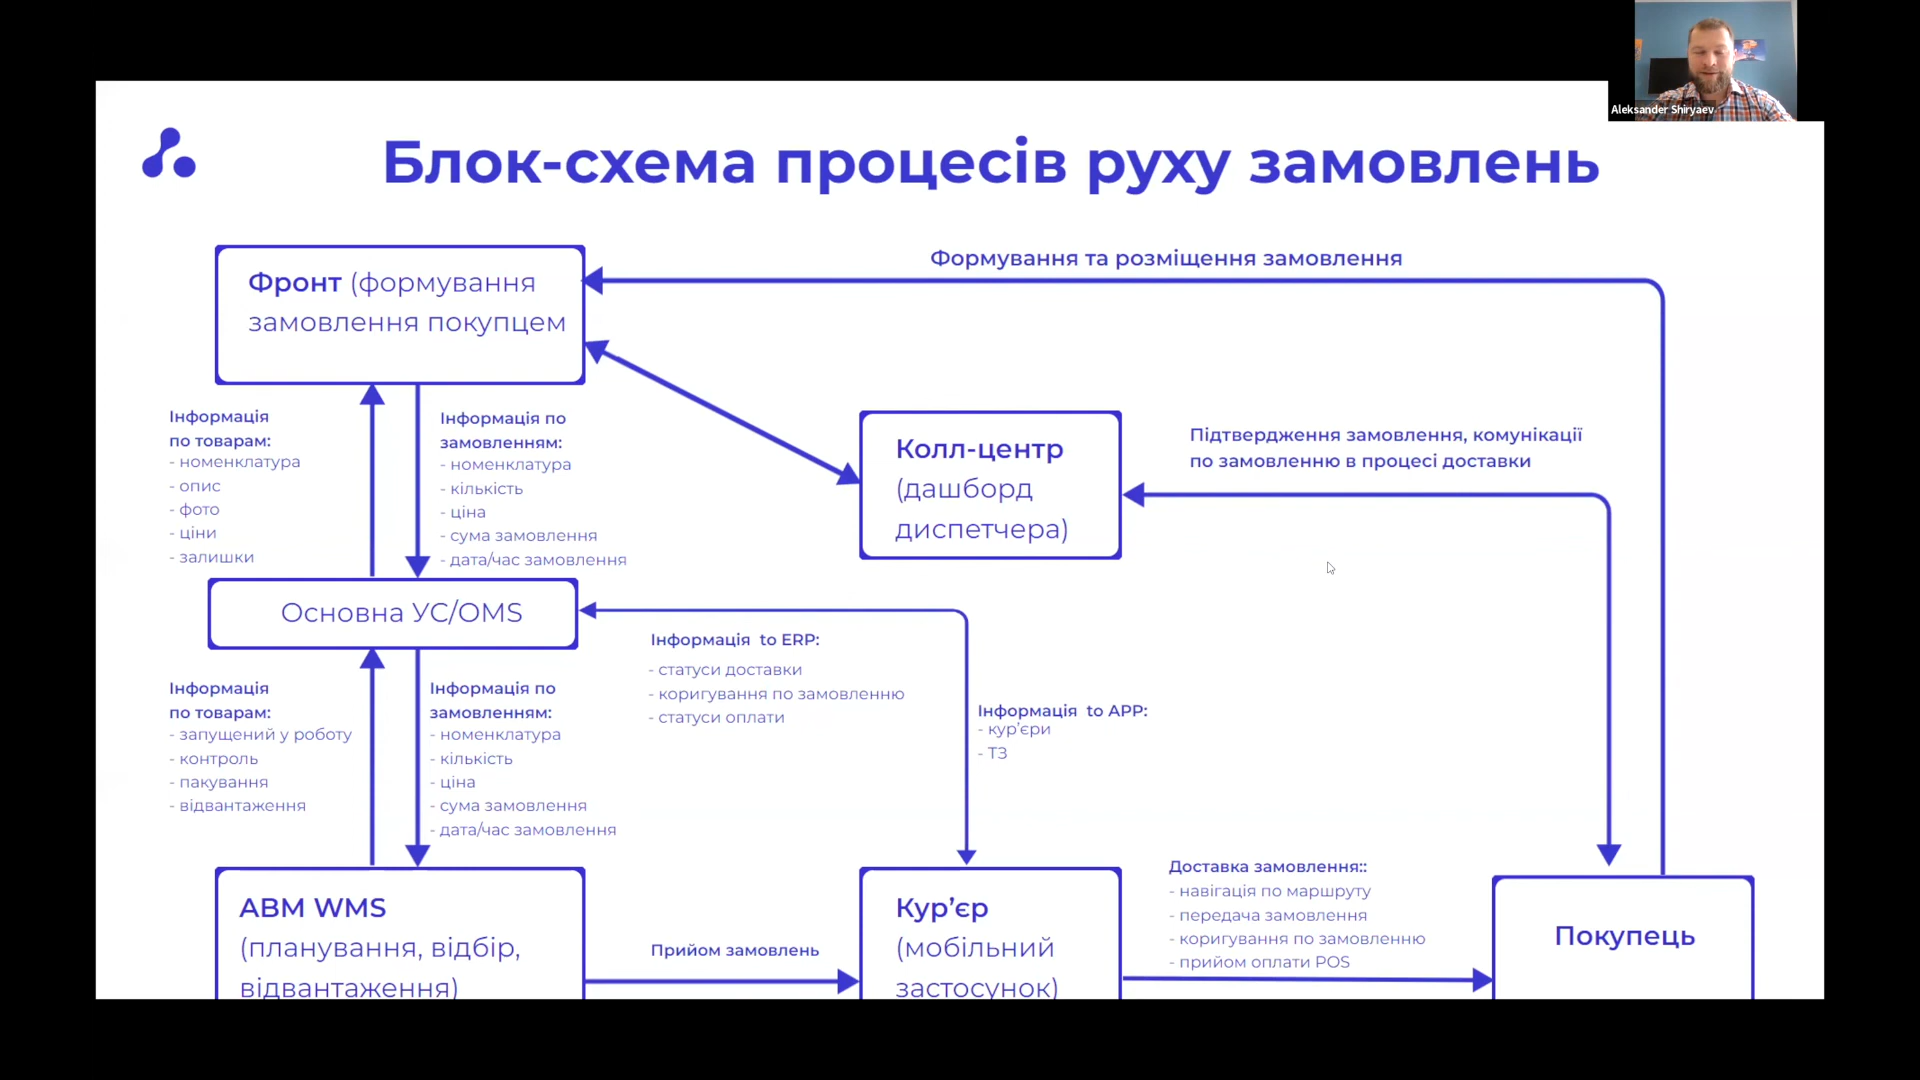 Aleksander Shiryaev
Блок-схема процесів руху замовлень
Фронт (формування
замовлення покупцем
Формування та розміщення замовлення
Інформація
по товарам:
- номенклатура
- опис
- фото
- ціни
- залишки
Інформація по
замовленням:
- номенклатура
- кількість
- ціна
- сума замовлення
- дата/час замовлення
Колл-центр
(дашборд
диспетчера)
Підтвердження замовлення, комунікації
по замовленню в процесі доставки
Основна УС/OMS
Інформація to ERP:
- статуси доставки
- коригування по замовленню
- статуси оплати
Інформація to APP:
- кур’єри
- ТЗ
Інформація
по товарам:
- запущений у роботу
- контроль
- пакування
- відвантаження
Інформація по
замовленням:
- номенклатура
- кількість
- ціна
- сума замовлення
- дата/час замовлення
ABM WMS
(планування, відбір,
відвантаження)
Прийом замовлень
Кур’єр
(мобільний
застосунок)
Доставка замовлення::
- навігація по маршруту
- передача замовлення
- коригування по замовленню
- прийом оплати POS
Покупець